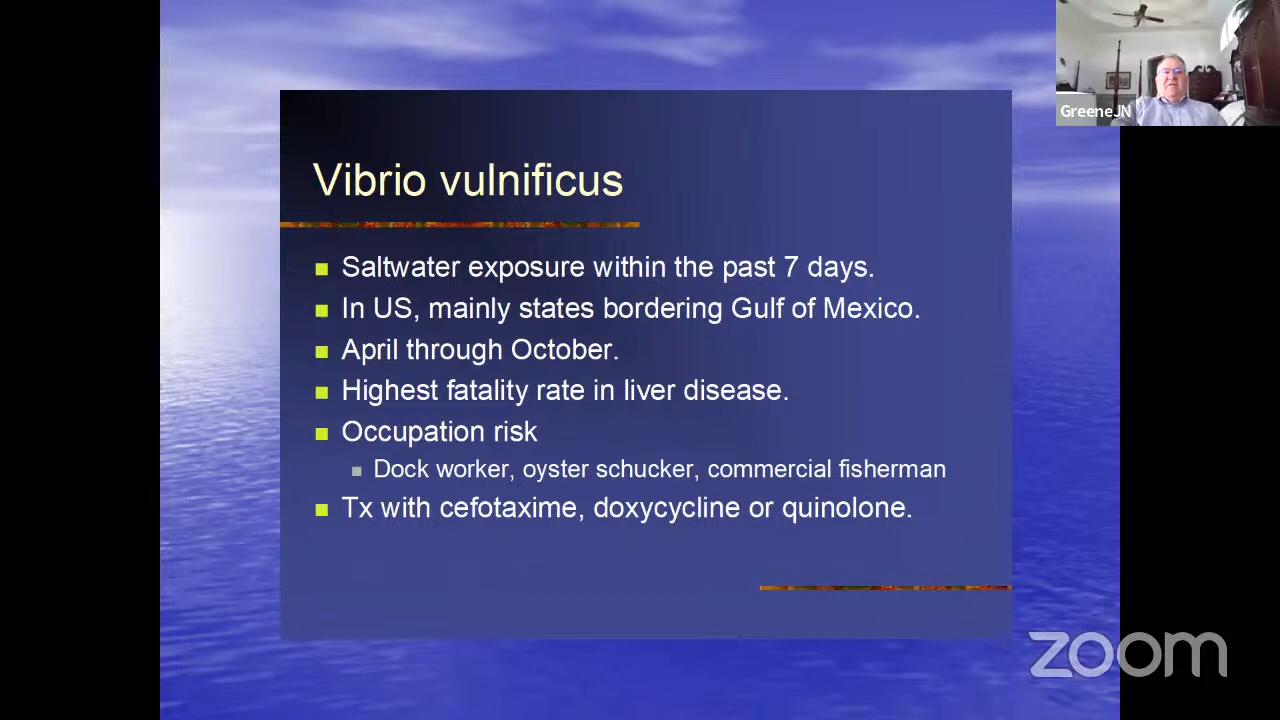 GreeneJN
Vibrio vulnificus
Saltwater exposure within the past 7 days.
In US, mainly states bordering Gulf of Mexico.
April through October.
Highest fatality rate in liver disease.
Occupation risk
Dock worker, oyster schucker, commercial fisherman
Tx with cefotaxime, doxycycline or quinolone.
zoom